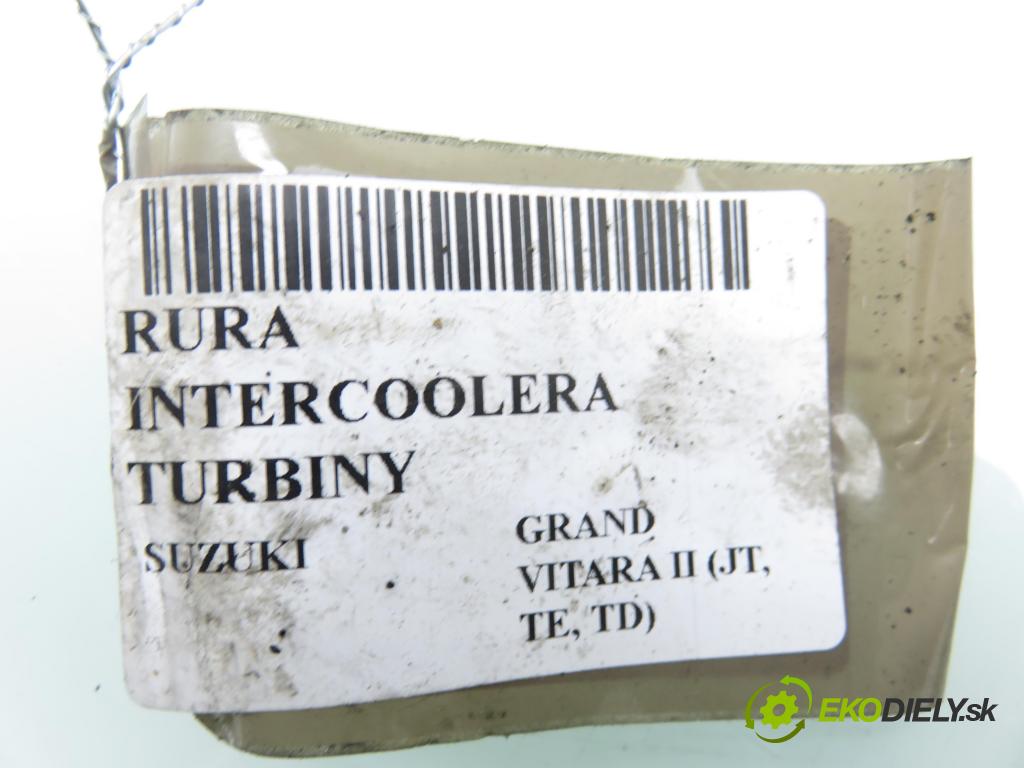 RURA
INTERCOOLERA
TURBINY
SUZUKI
GRAND
VITARA II (JT,
TE, TD)
EKODIELY.sk